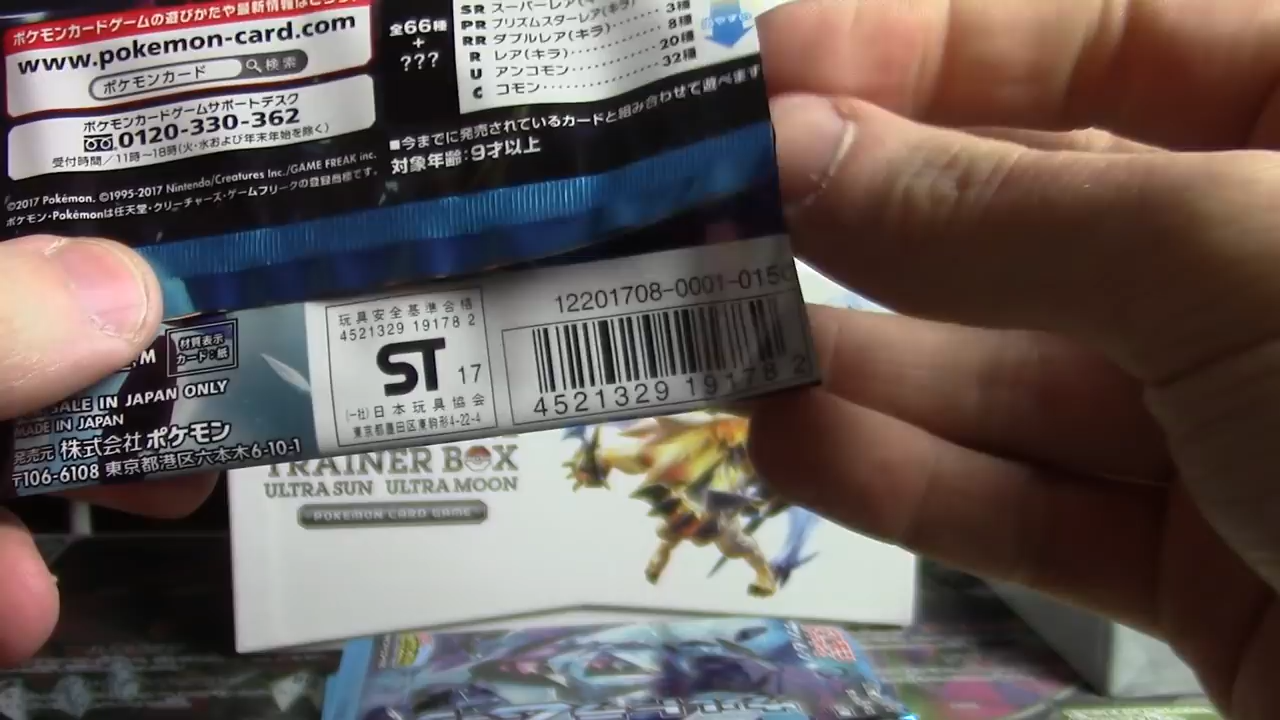 ポケモンカードゲームの遊びかたや最新情報はこちら
www.pokemon-card.com
ポケモンカード 検索
ポケモンカードゲームサポートデスク
0120-330-362
受付時間/11時～18時(火・水および年末年始を除く)
©2017 Pokémon. ©1995-2017 Nintendo/Creatures Inc./GAME FREAK inc.
ポケモン・Pokémonは任天堂・クリーチャーズ・ゲームフリークの登録商標です。
全66種
+
???
SR スーパーレア(キラ) 3種
PR プリズムスターレア(キラ) 8種
RR ダブルレア(キラ)
R レア(キラ) 20種
U アンコモン 32種
C コモン
■今までに発売されているカードと組み合わせて遊べます
対象年齢:9才以上
材質表示
カード:紙
SALE IN JAPAN ONLY
MADE IN JAPAN
発売元 株式会社ポケモン
〒106-6108 東京都港区六本木6-10-1
玩具安全基準合格
4521329 19178 2
ST 17
(一社)日本玩具協会
東京都墨田区東駒形4-22-4
12201708-0001-015
4521329 19178 2
TRAINER BOX
ULTRA SUN ULTRA MOON
POKEMON CARD GAME